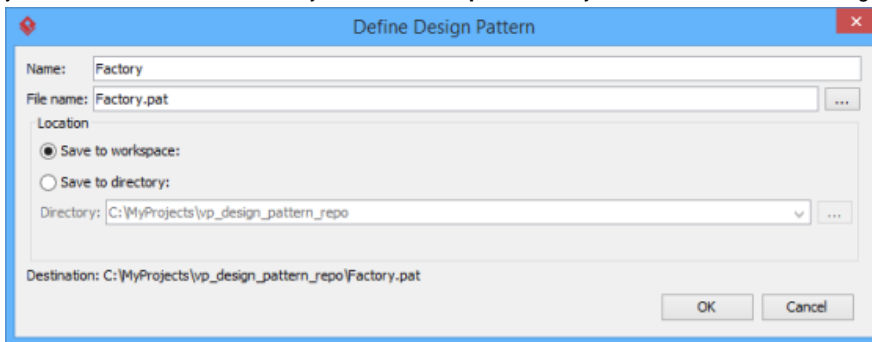 Define Design Pattern
Name: Factory
File name: Factory.pat ...
Location
Save to workspace:
Save to directory:
Directory: C:\MyProjects\vp_design_pattern_repo ...
Destination: C:\MyProjects\vp_design_pattern_repo\Factory.pat
OK Cancel